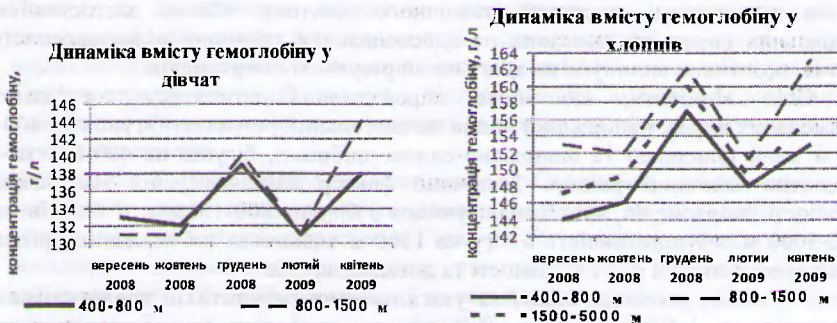 Динаміка вмісту гемоглобіну у
дівчат
концентрація гемоглобіну,
г/л
146
144
142
140
138
136
134
132
130
вересень жовтень грудень лютий квітень
2008 2008 2008 2009 2009
400-800 м 800-1500 м
Динаміка вмісту гемоглобіну у
хлопців
концентрація гемоглобіну, г/л
164
162
160
158
156
154
152
150
148
146
144
142
вересень жовтень грудень лютий квітень
2008 2008 2008 2009 2009
400-800 м 800-1500 м
1500-5000 м